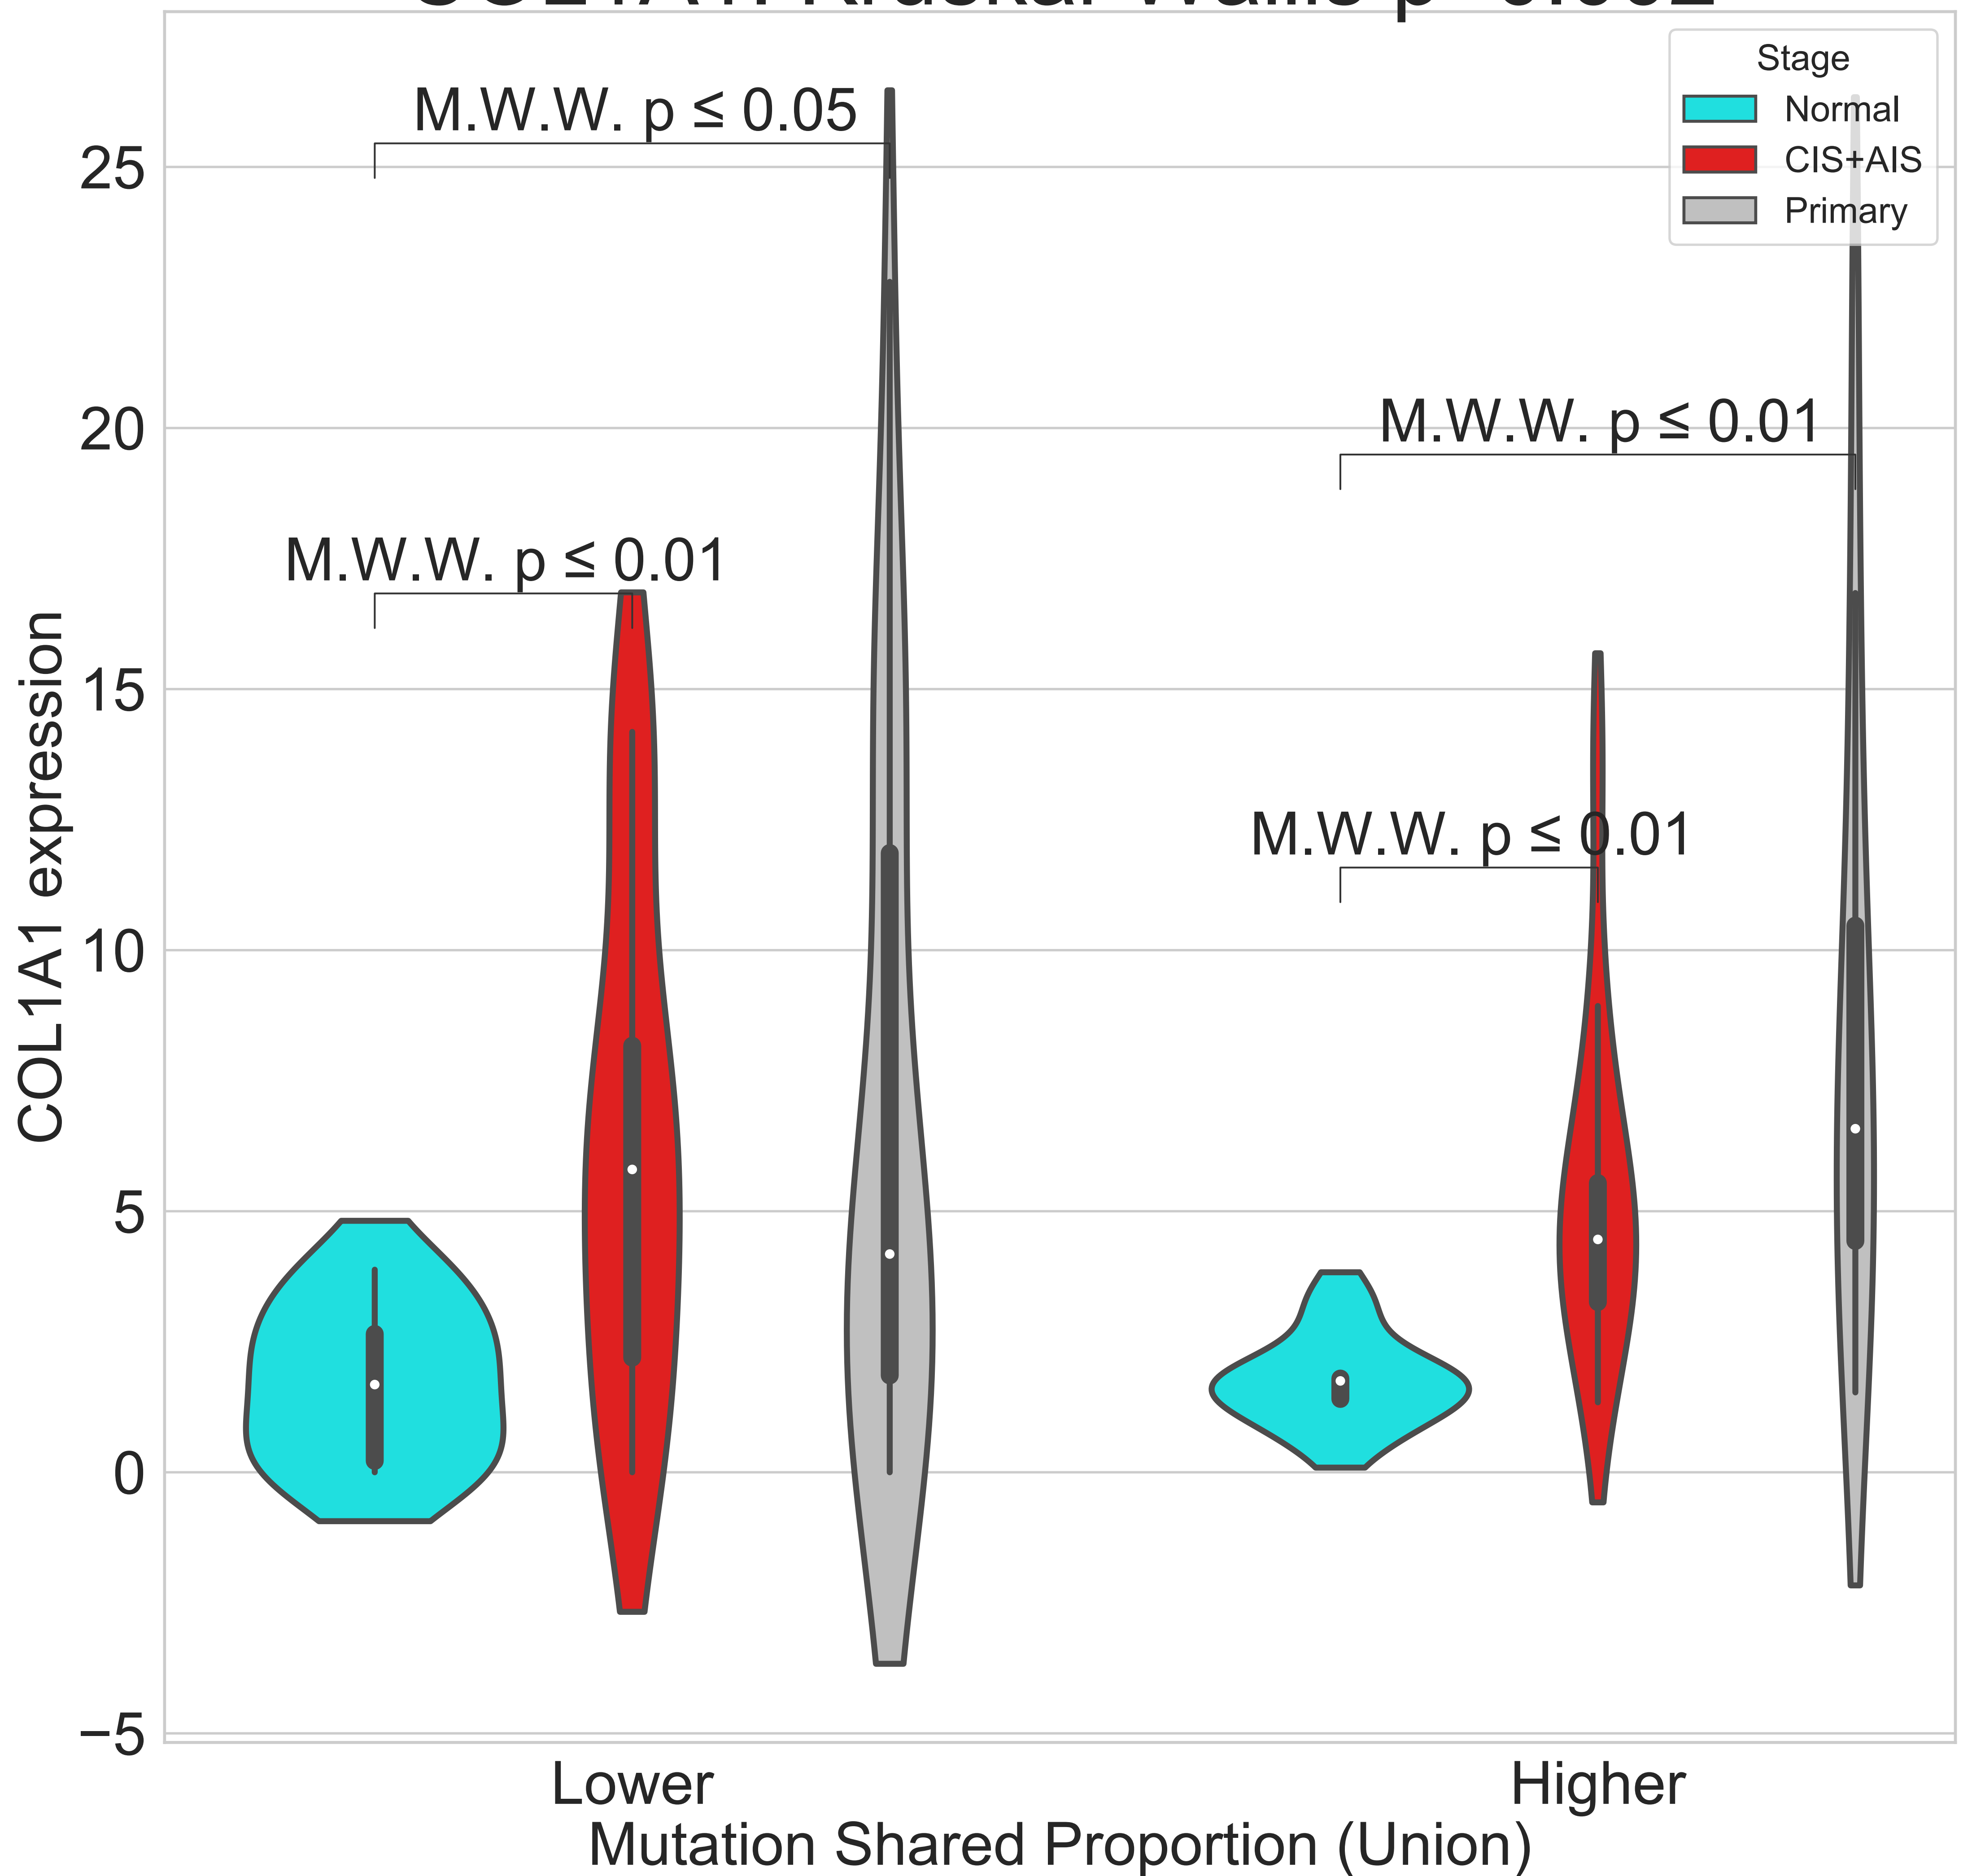 Stage
Normal
CIS+AIS
Primary
M.W.W. p ≤ 0.05
M.W.W. p ≤ 0.01
M.W.W. p ≤ 0.01
M.W.W. p ≤ 0.01
25
20
15
10
5
0
−5
COL1A1 expression
Lower
Higher
Mutation Shared Proportion (Union)